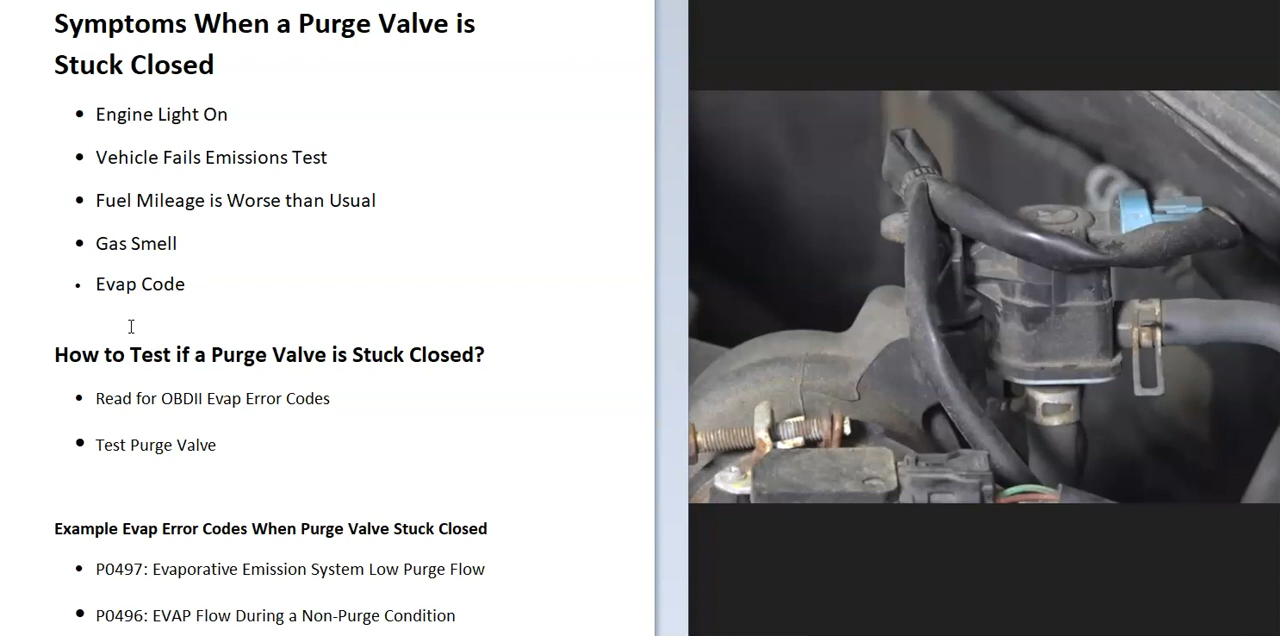 Symptoms When a Purge Valve is
Stuck Closed
• Engine Light On
• Vehicle Fails Emissions Test
• Fuel Mileage is Worse than Usual
• Gas Smell
• Evap Code
How to Test if a Purge Valve is Stuck Closed?
• Read for OBDII Evap Error Codes
• Test Purge Valve
Example Evap Error Codes When Purge Valve Stuck Closed
• P0497: Evaporative Emission System Low Purge Flow
• P0496: EVAP Flow During a Non-Purge Condition